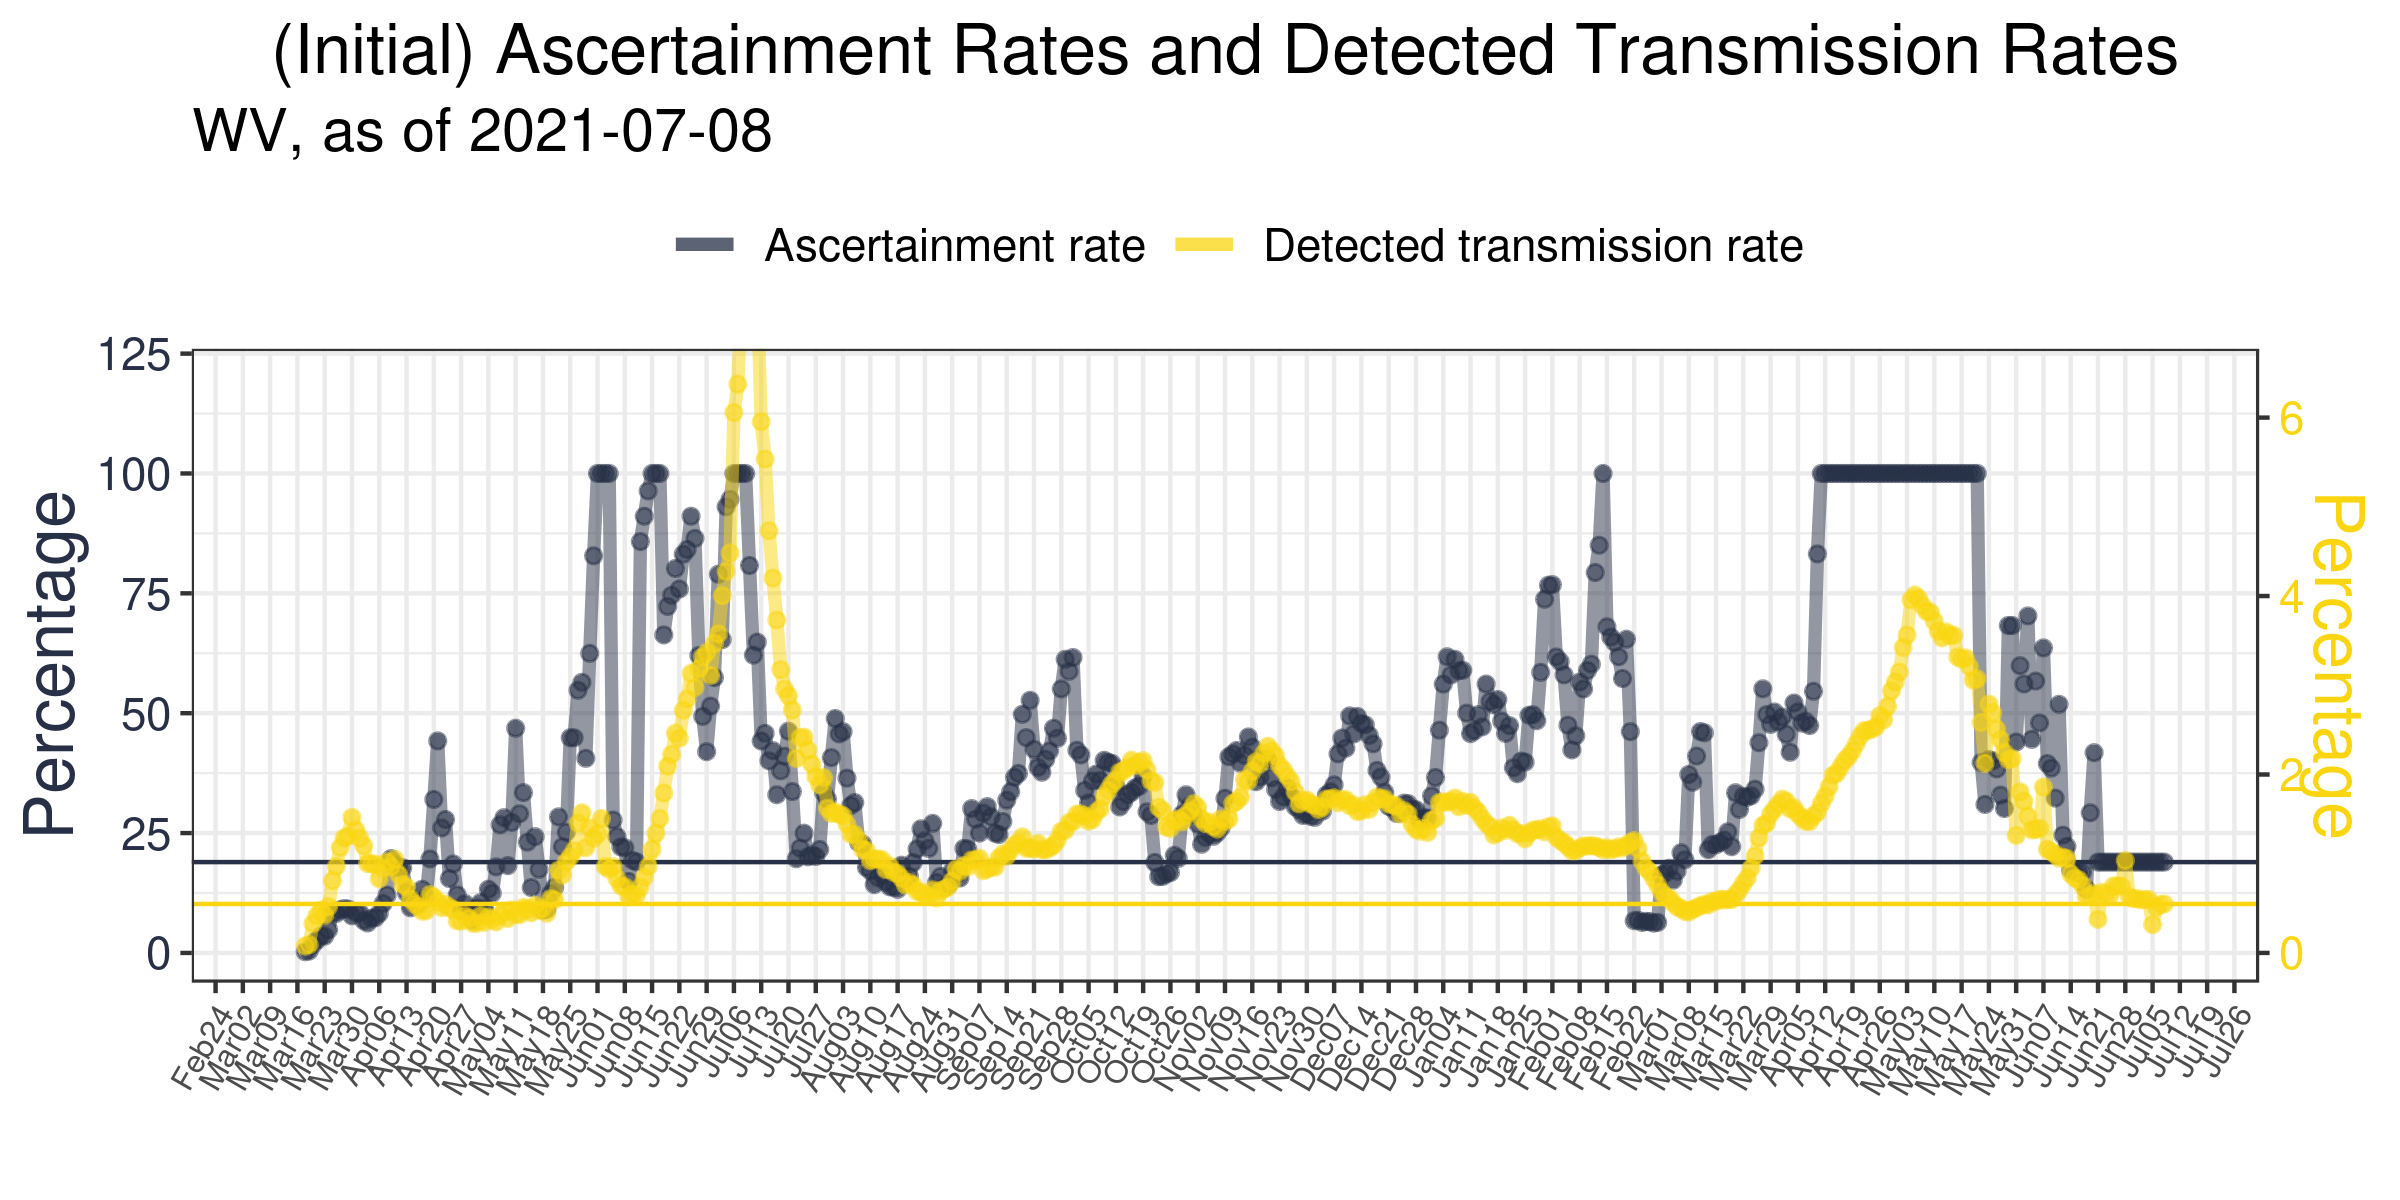 (Initial) Ascertainment Rates and Detected Transmission Rates
WV, as of 2021-07-08
Ascertainment rate Detected transmission rate
Percentage
125
100
75
50
25
0
6
4
2
0
Percentage
Feb24 Mar02 Mar09 Mar16 Mar23 Mar30 Apr06 Apr13 Apr20 Apr27 May04 May11 May18 May25 Jun01 Jun08 Jun15 Jun22 Jun29 Jul06 Jul13 Jul20 Jul27 Aug03 Aug10 Aug17 Aug24 Aug31 Sep07 Sep14 Sep21 Sep28 Oct05 Oct12 Oct19 Oct26 Nov02 Nov09 Nov16 Nov23 Nov30 Dec07 Dec14 Dec21 Dec28 Jan04 Jan11 Jan18 Jan25 Feb01 Feb08 Feb15 Feb22 Mar01 Mar08 Mar15 Mar22 Mar29 Apr05 Apr12 Apr19 Apr26 May03 May10 May17 May24 May31 Jun07 Jun14 Jun21 Jun28 Jul05 Jul12 Jul19 Jul26